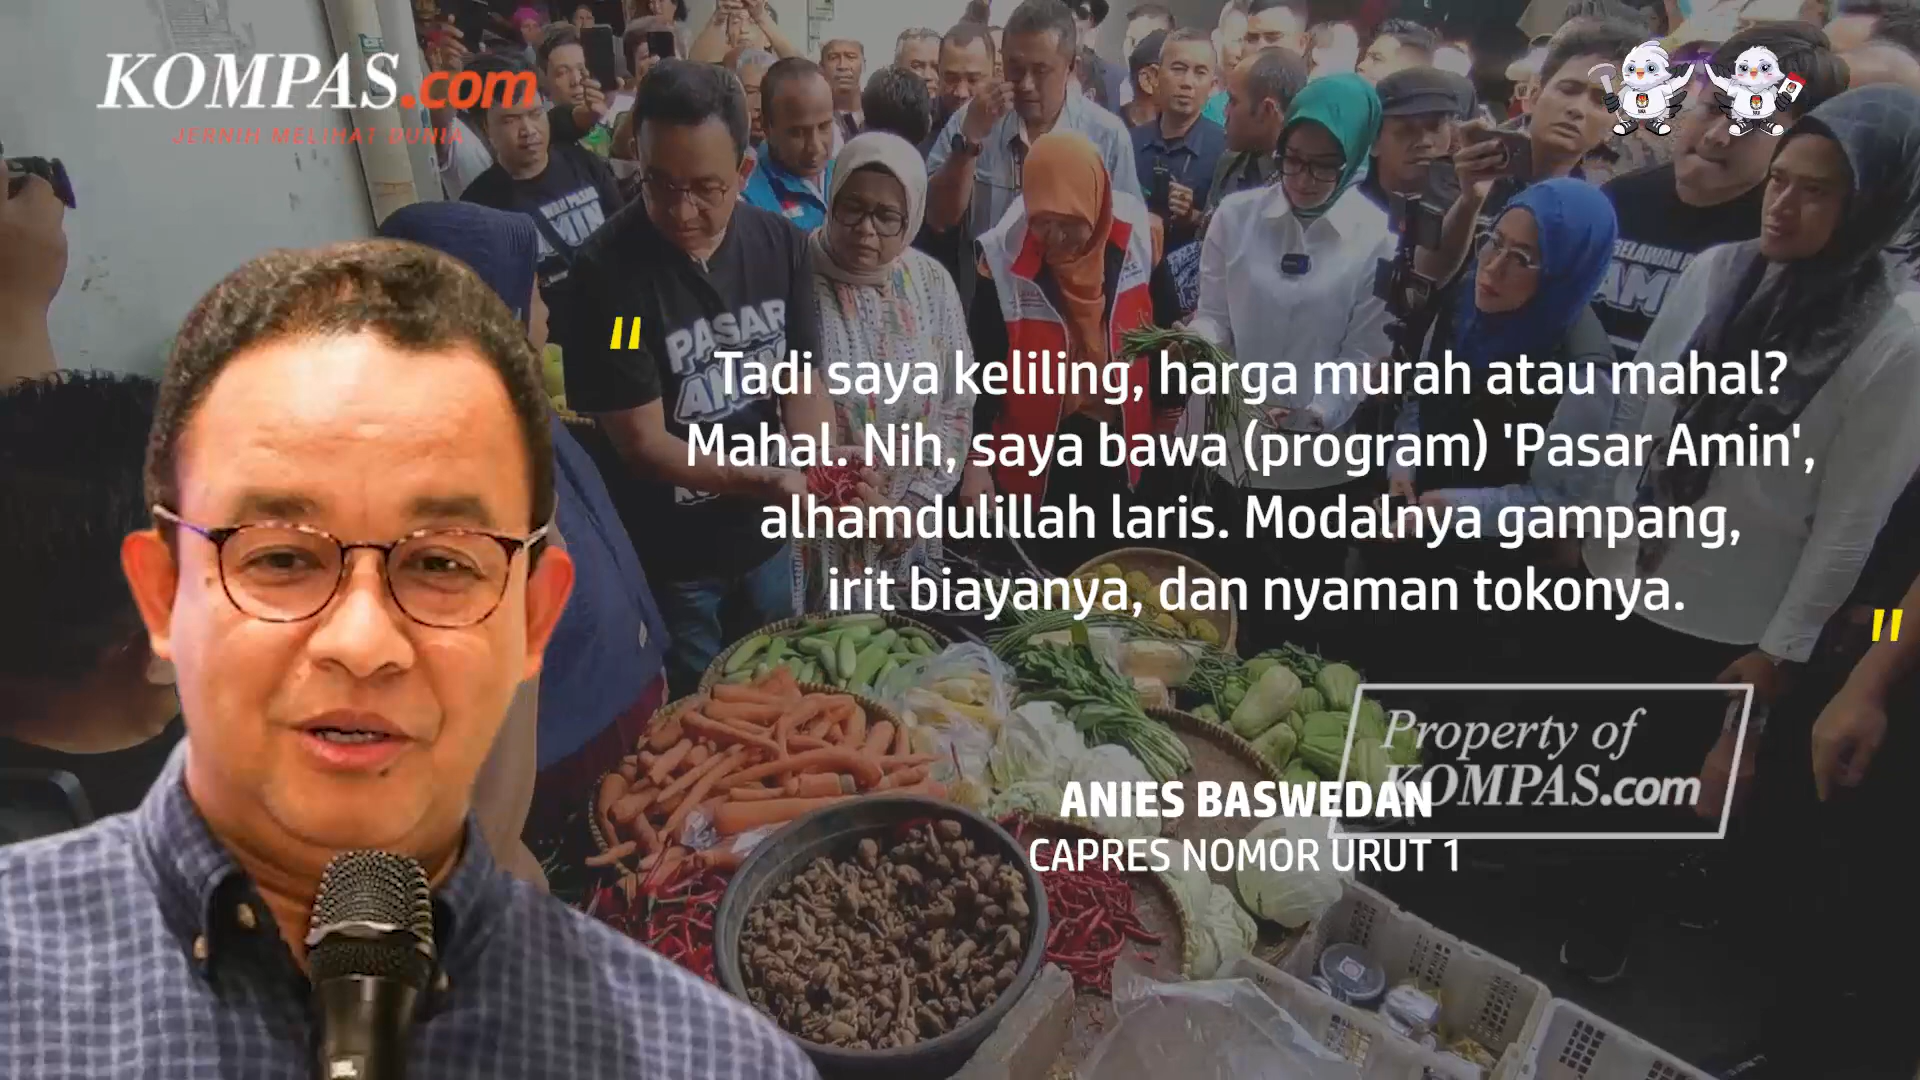 KOMPAS.com
JERNIH MELIHAT DUNIA
PASAR
"Tadi saya keliling, harga murah atau mahal?
Mahal. Nih, saya bawa (program) 'Pasar Amin',
alhamdulillah laris. Modalnya gampang,
irit biayanya, dan nyaman tokonya."
Property of
KOMPAS.com
ANIES BASWEDAN
CAPRES NOMOR URUT 1
JBL